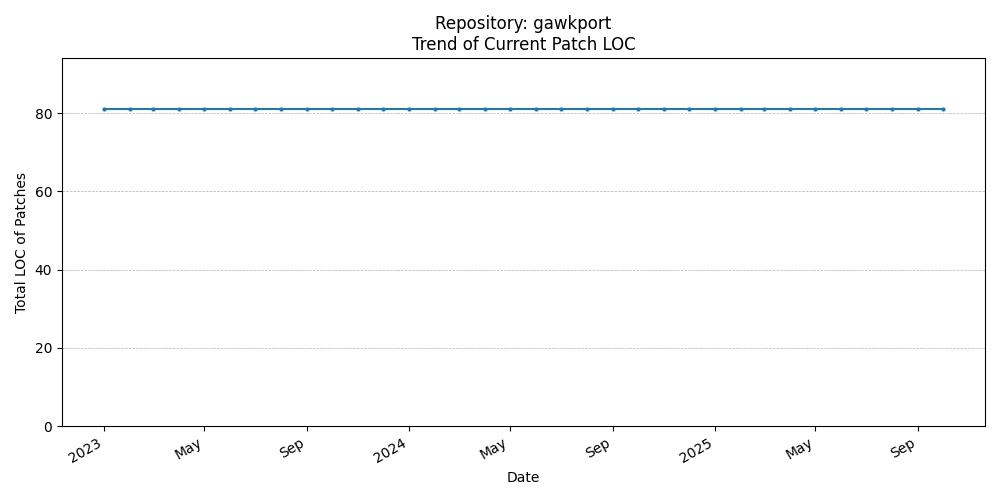 Repository: gawkport
Trend of Current Patch LOC
Total LOC of Patches
80
60
40
20
0
2023
May
Sep
2024
May
Sep
2025
May
Sep
Date